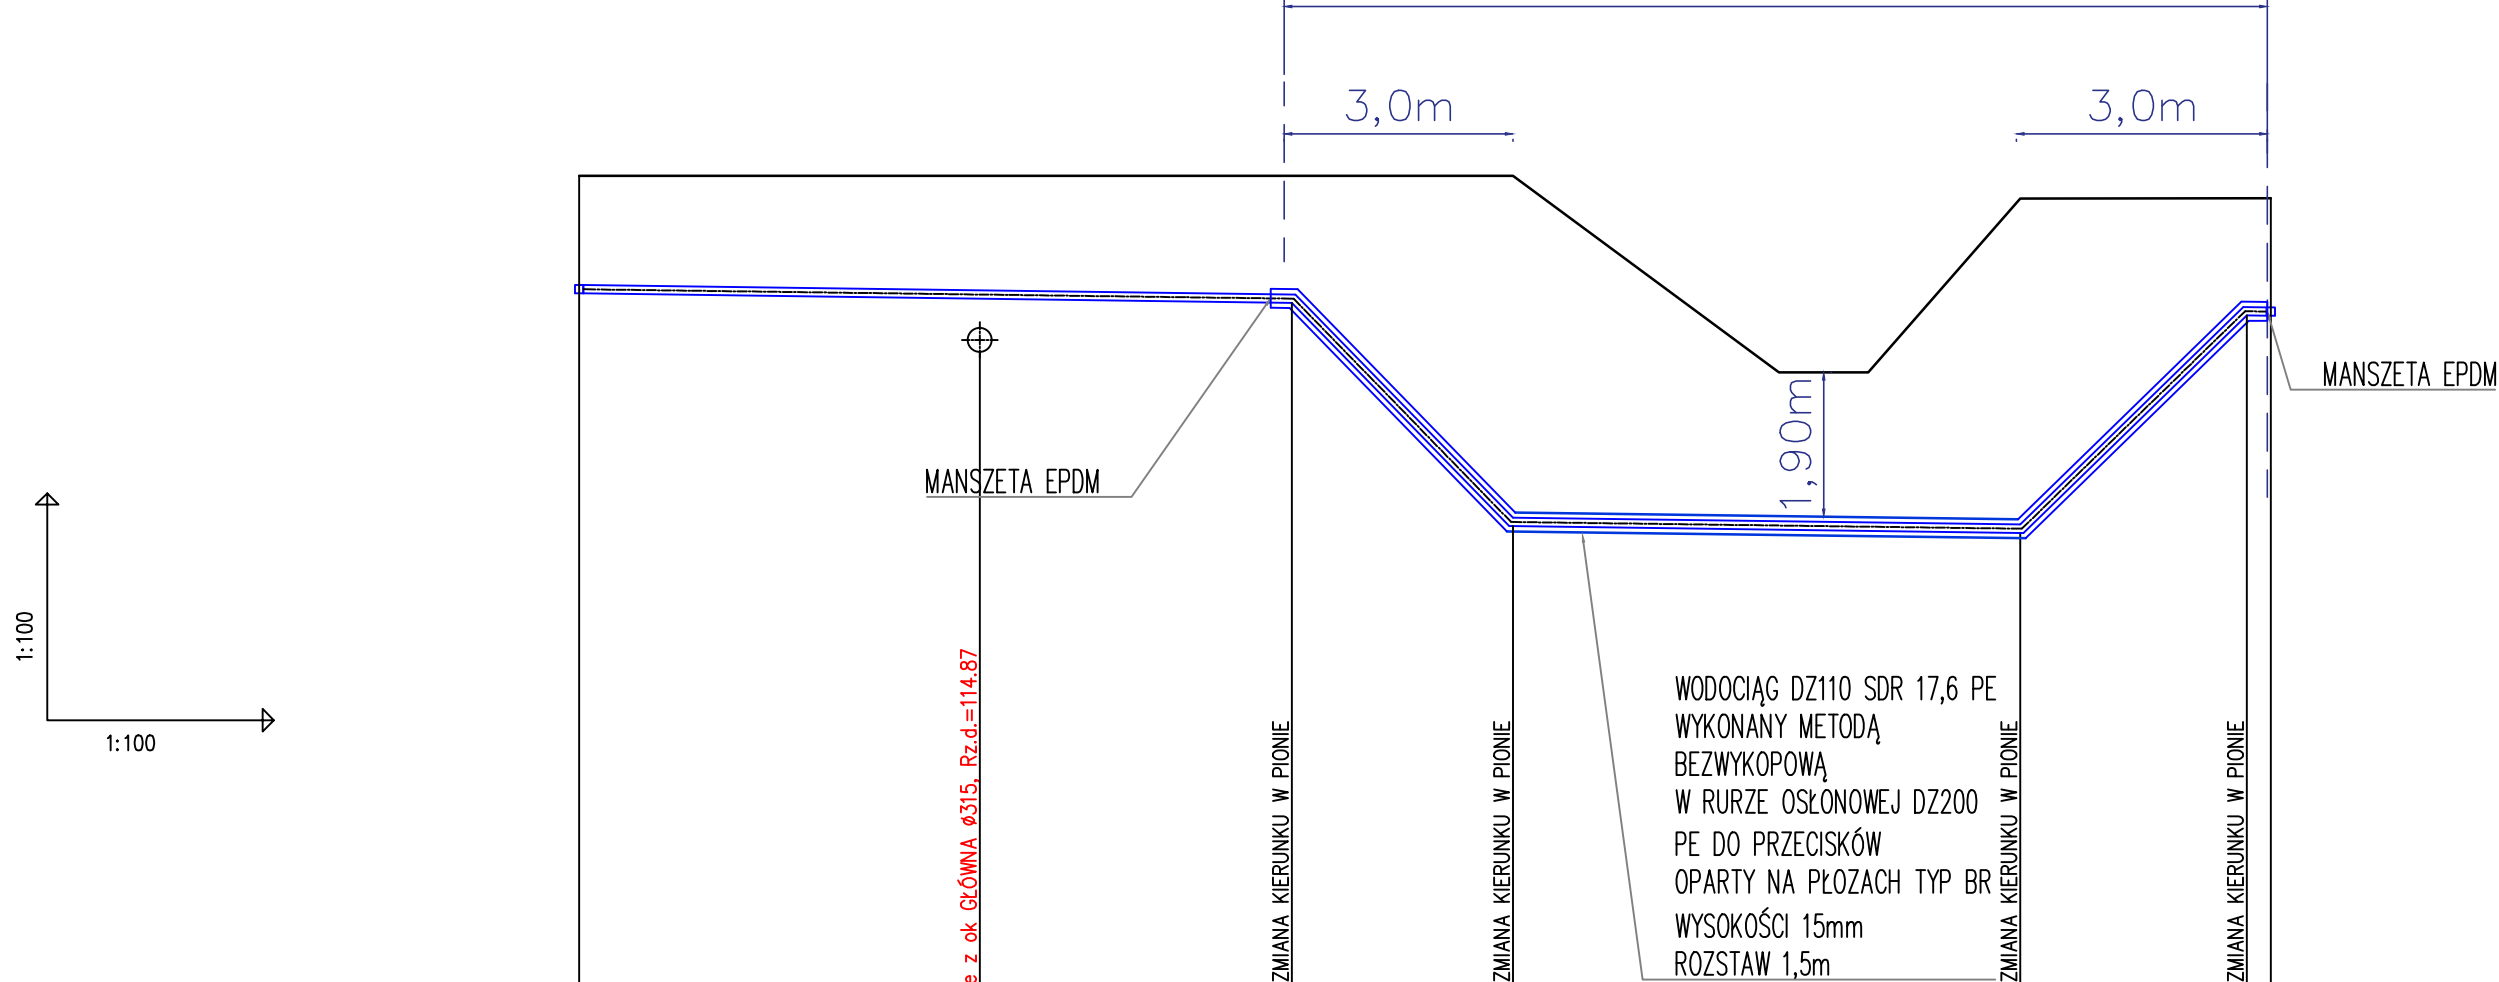 3,0m
3,0m
1,90m
MANSZETA EPDM
MANSZETA EPDM
1:100
1:100
z ok GŁÓWNA ø315, Rz.d.=114.87
ZMIANA KIERUNKU W PIONIE
ZMIANA KIERUNKU W PIONIE
WODOCIĄG DZ110 SDR 17,6 PE
WYKONANY METODĄ
BEZWYKOPOWĄ
W RURZE OSŁONOWEJ DZ200
PE DO PRZECISKÓW
OPARTY NA PŁOZACH TYP BR
WYSOKOŚCI 15mm
ROZSTAW 1,5m
ZMIANA KIERUNKU W PIONIE
ZMIANA KIERUNKU W PIONIE